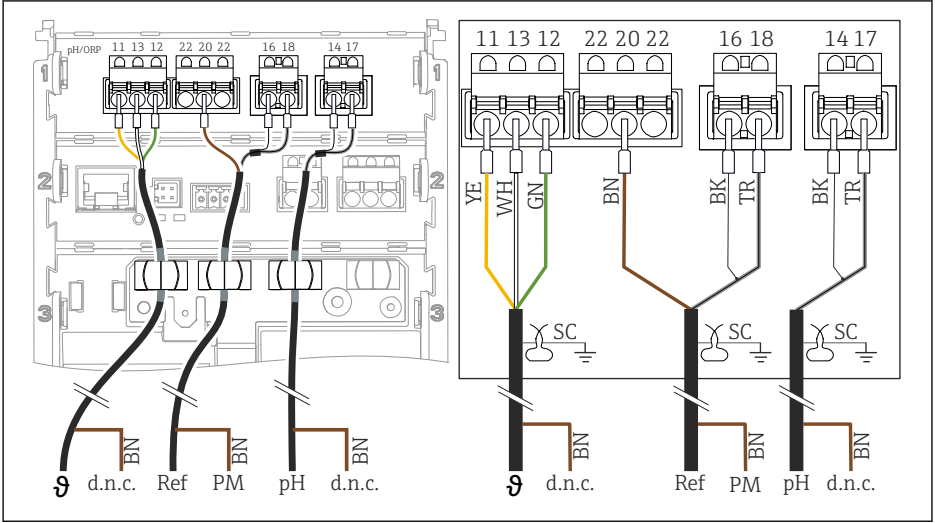 pH/ORP 11 13 12 22 20 22 16 18 14 17
1 1
2 2
3 3
BN BN BN
ϑ d.n.c. Ref PM pH d.n.c.
11 13 12 22 20 22 16 18 14 17
YE WH GN BN BK TR BK TR
SC SC SC
BN BN BN
ϑ d.n.c. Ref PM pH d.n.c.